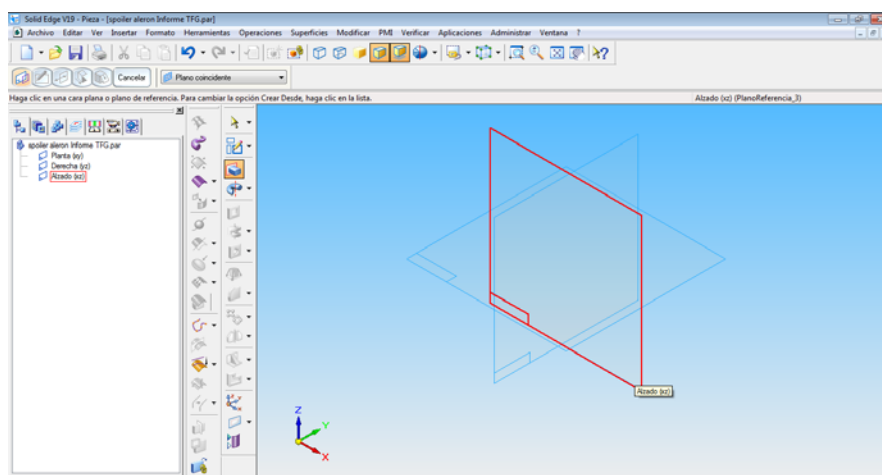 Solid Edge V19 - Pieza - [spoiler aleron Informe TFG.par]
Archivo Editar Ver Insertar Formato Herramientas Operaciones Superficies Modificar PMI Verificar Aplicaciones Administrar Ventana ?
Cancelar Plano coincidente
Haga clic en una cara plana o plano de referencia. Para cambiar la opción Crear Desde, haga clic en la lista. Alzado (xz) (PlanoReferencia_3)
spoiler aleron Informe TFG.par
Planta (xy)
Derecha (yz)
Alzado (xz)
Alzado (xz)
Z
Y
X